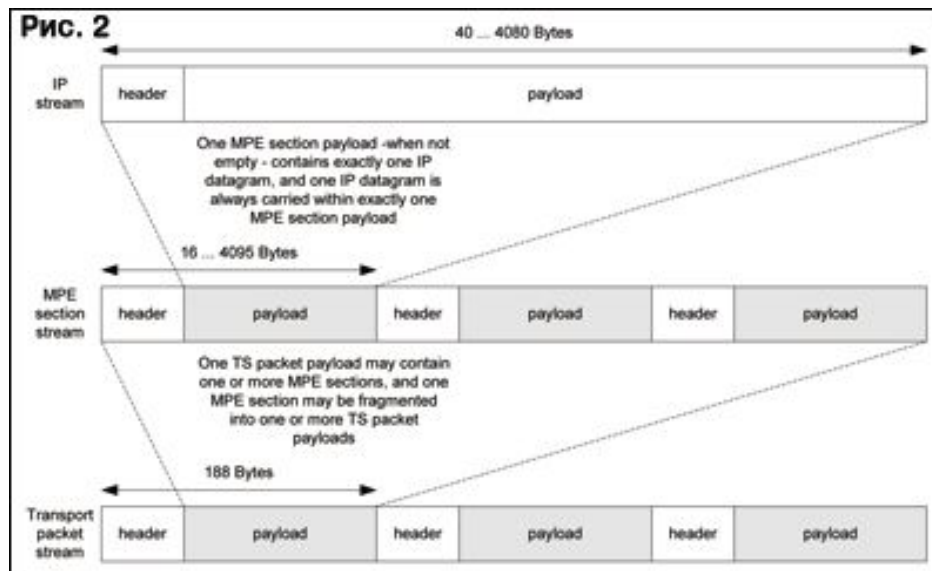 Рис. 2
40 ... 4080 Bytes
IP
stream
header
payload
One MPE section payload -when not
empty - contains exactly one IP
datagram, and one IP datagram is
always carried within exactly one
MPE section payload
16 ... 4095 Bytes
MPE
section
stream
header
payload
header
payload
header
payload
One TS packet payload may contain
one or more MPE sections, and one
MPE section may be fragmented
into one or more TS packet
payloads
188 Bytes
Transport
packet
stream
header
payload
header
payload
header
payload